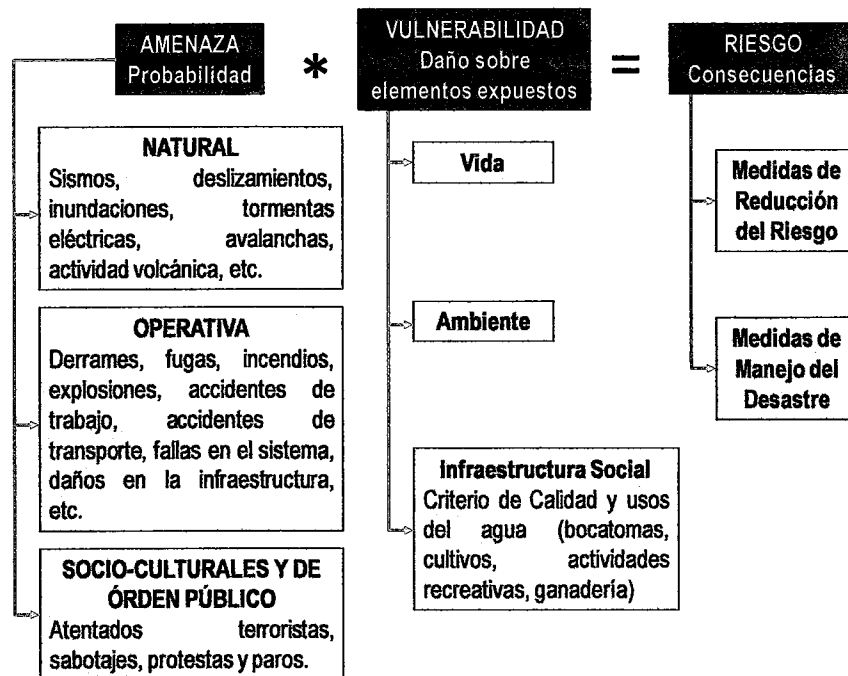 AMENAZA
Probabilidad
*
VULNERABILIDAD
Daño sobre
elementos expuestos
=
RIESGO
Consecuencias
NATURAL
Sismos, deslizamientos,
inundaciones, tormentas
eléctricas, avalanchas,
actividad volcánica, etc.
OPERATIVA
Derrames, fugas, incendios,
explosiones, accidentes de
trabajo, accidentes de
transporte, fallas en el sistema,
daños en la infraestructura,
etc.
SOCIO-CULTURALES Y DE
ÓRDEN PÚBLICO
Atentados terroristas,
sabotajes, protestas y paros.
Vida
Ambiente
Infraestructura Social
Criterio de Calidad y usos
del agua (bocatomas,
cultivos, actividades
recreativas, ganadería)
Medidas de
Reducción
del Riesgo
Medidas de
Manejo del
Desastre